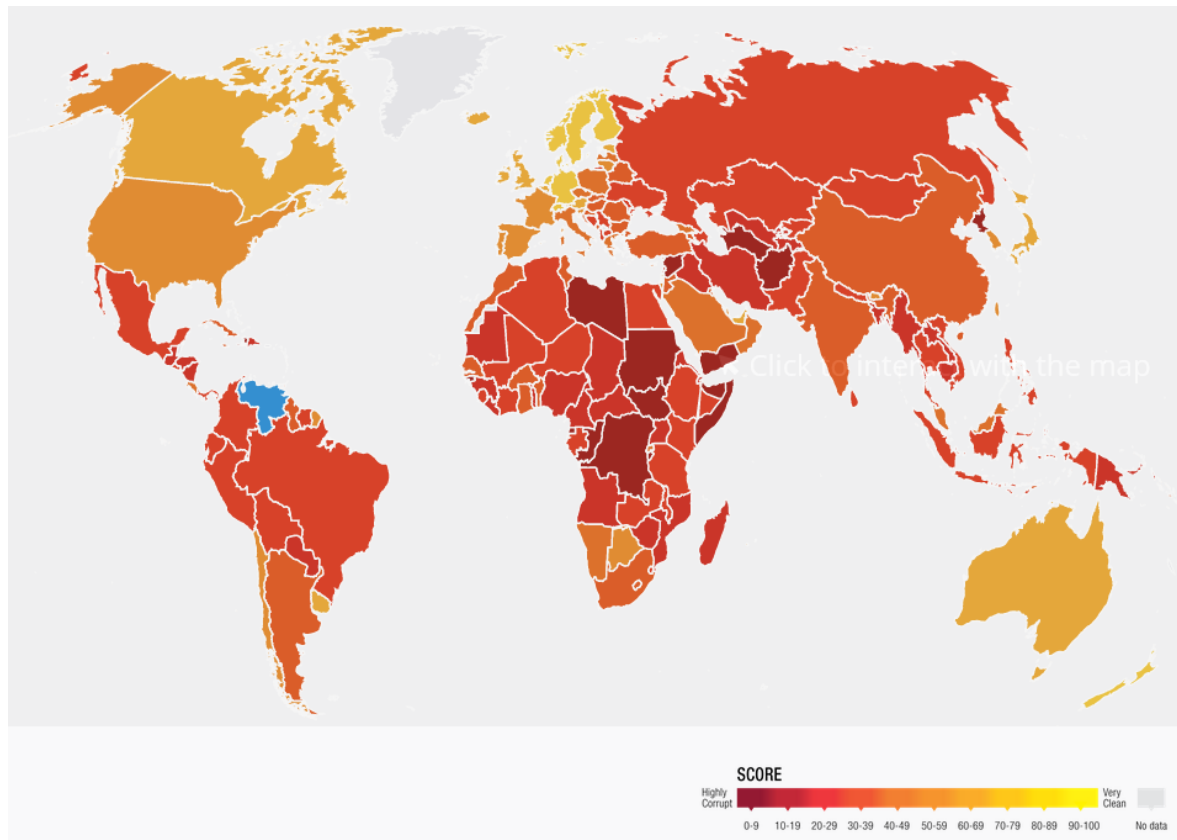 Click to interact with the map
SCORE
Highly
Corrupt
Very
Clean
0-9 10-19 20-29 30-39 40-49 50-59 60-69 70-79 80-89 90-100 No data